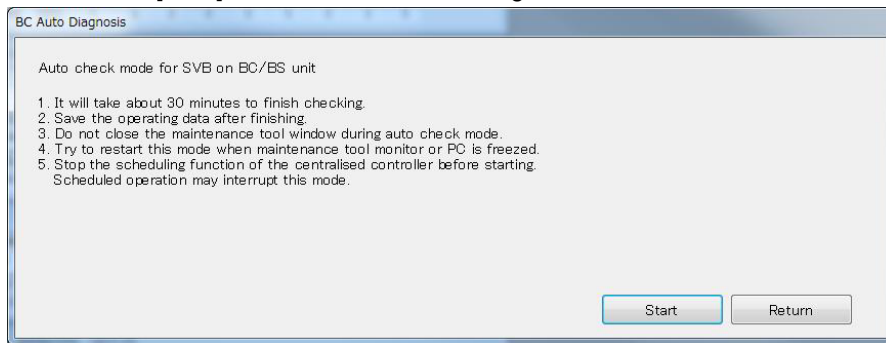 BC Auto Diagnosis
Auto check mode for SVB on BC/BS unit
1. It will take about 30 minutes to finish checking.
2. Save the operating data after finishing.
3. Do not close the maintenance tool window during auto check mode.
4. Try to restart this mode when maintenance tool monitor or PC is freezed.
5. Stop the scheduling function of the centralised controller before starting.
Scheduled operation may interrupt this mode.
Start
Return